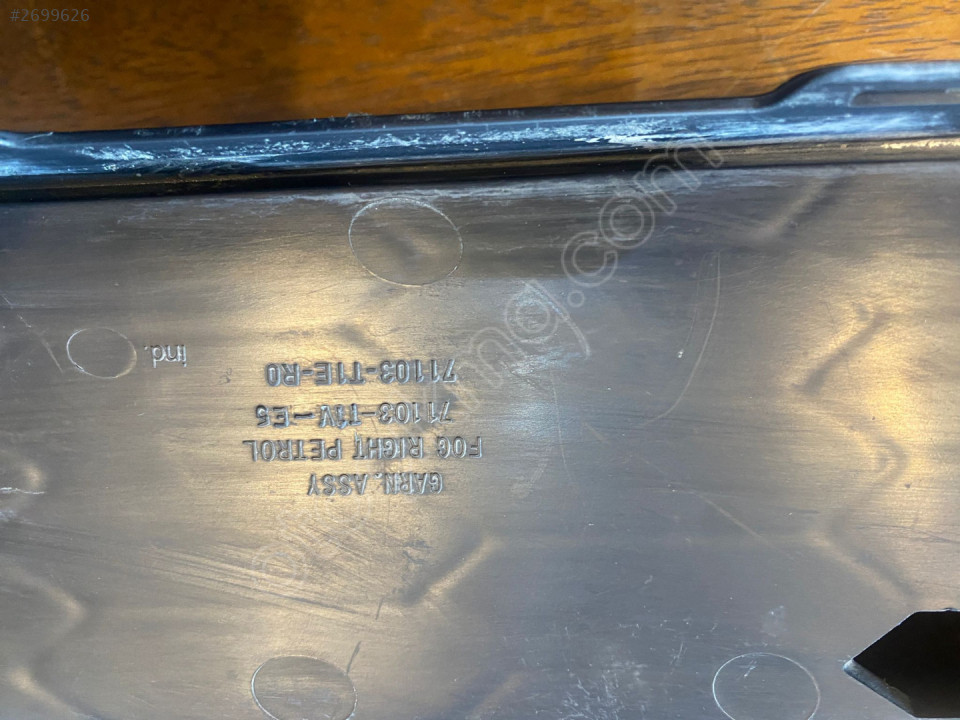 #2699626
GARN. ASSY
FOG RIGHT PETROL
71103-T1V-E5
71103-T1E-R0
Ind.